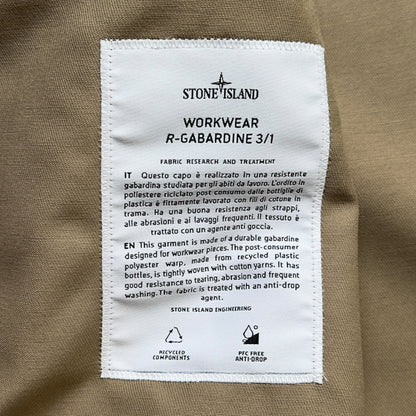 STONE ISLAND
WORKWEAR
R-GABARDINE 3/1
FABRIC RESEARCH AND TREATMENT
IT Questo capo è realizzato in una resistente
gabardina studiata per gli abiti da lavoro. L'ordito in
poliestere riciclato post consumo dalle bottiglie di
plastica è fittamente lavorato con fili di cotone in
trama. Ha una buona resistenza agli strappi,
alle abrasioni e ai lavaggi frequenti. Il tessuto è
trattato con un agente anti goccia.
EN This garment is made of a durable gabardine
designed for workwear pieces. The post-consumer
polyester warp, made from recycled plastic
bottles, is tightly woven with cotton yarns. It has
good resistance to tearing, abrasion and frequent
washing. The fabric is treated with an anti-drop
agent.
STONE ISLAND ENGINEERING
RECYCLED
COMPONENTS
PFC FREE
ANTI-DROP